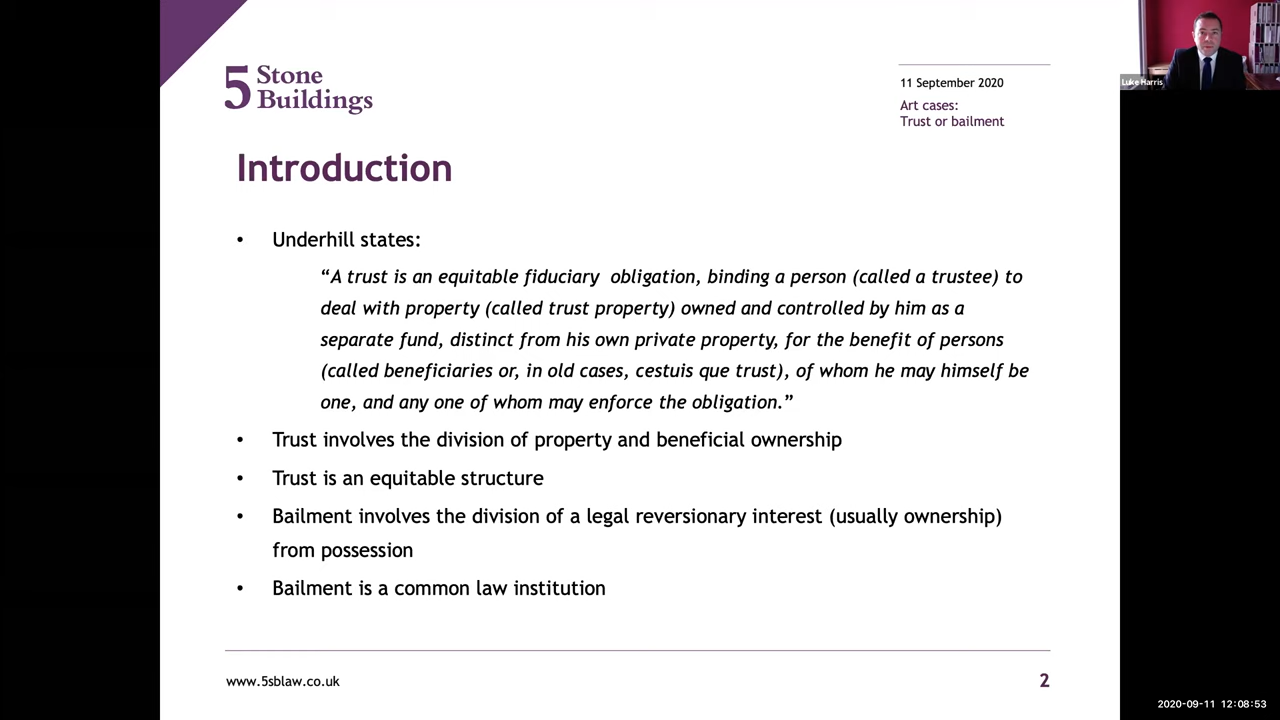 5 Stone
Buildings
11 September 2020
Art cases:
Trust or bailment
Luke Harris
Introduction
• Underhill states:
“A trust is an equitable fiduciary obligation, binding a person (called a trustee) to
deal with property (called trust property) owned and controlled by him as a
separate fund, distinct from his own private property, for the benefit of persons
(called beneficiaries or, in old cases, cestuis que trust), of whom he may himself be
one, and any one of whom may enforce the obligation.”
• Trust involves the division of property and beneficial ownership
• Trust is an equitable structure
• Bailment involves the division of a legal reversionary interest (usually ownership)
from possession
• Bailment is a common law institution
www.5sblaw.co.uk
2
2020-09-11 12:08:53